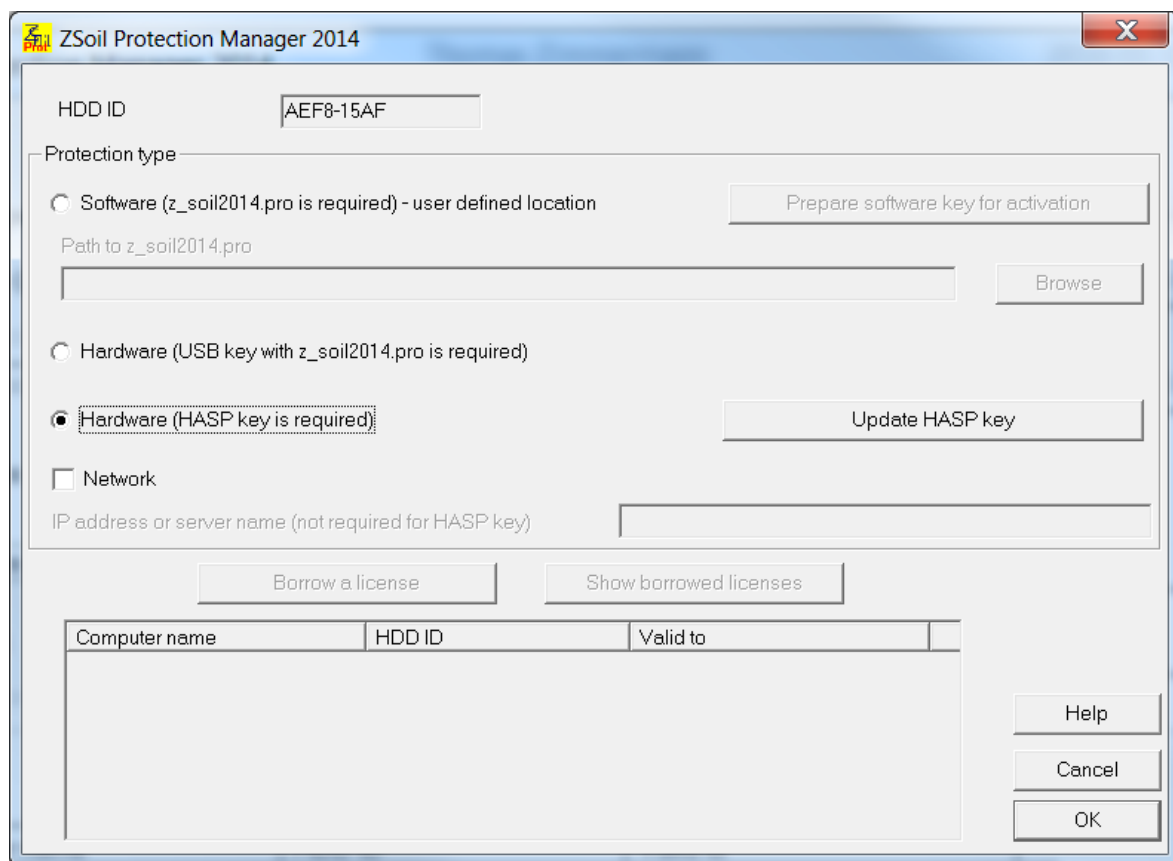 ZSoil Protection Manager 2014
HDD ID
AEF8-15AF
Protection type
Software (z_soil2014.pro is required) - user defined location
Prepare software key for activation
Path to z_soil2014.pro
Browse
Hardware (USB key with z_soil2014.pro is required)
Hardware (HASP key is required)
Update HASP key
Network
IP address or server name (not required for HASP key)
Borrow a license
Show borrowed licenses
Computer name
HDD ID
Valid to
Help
Cancel
OK